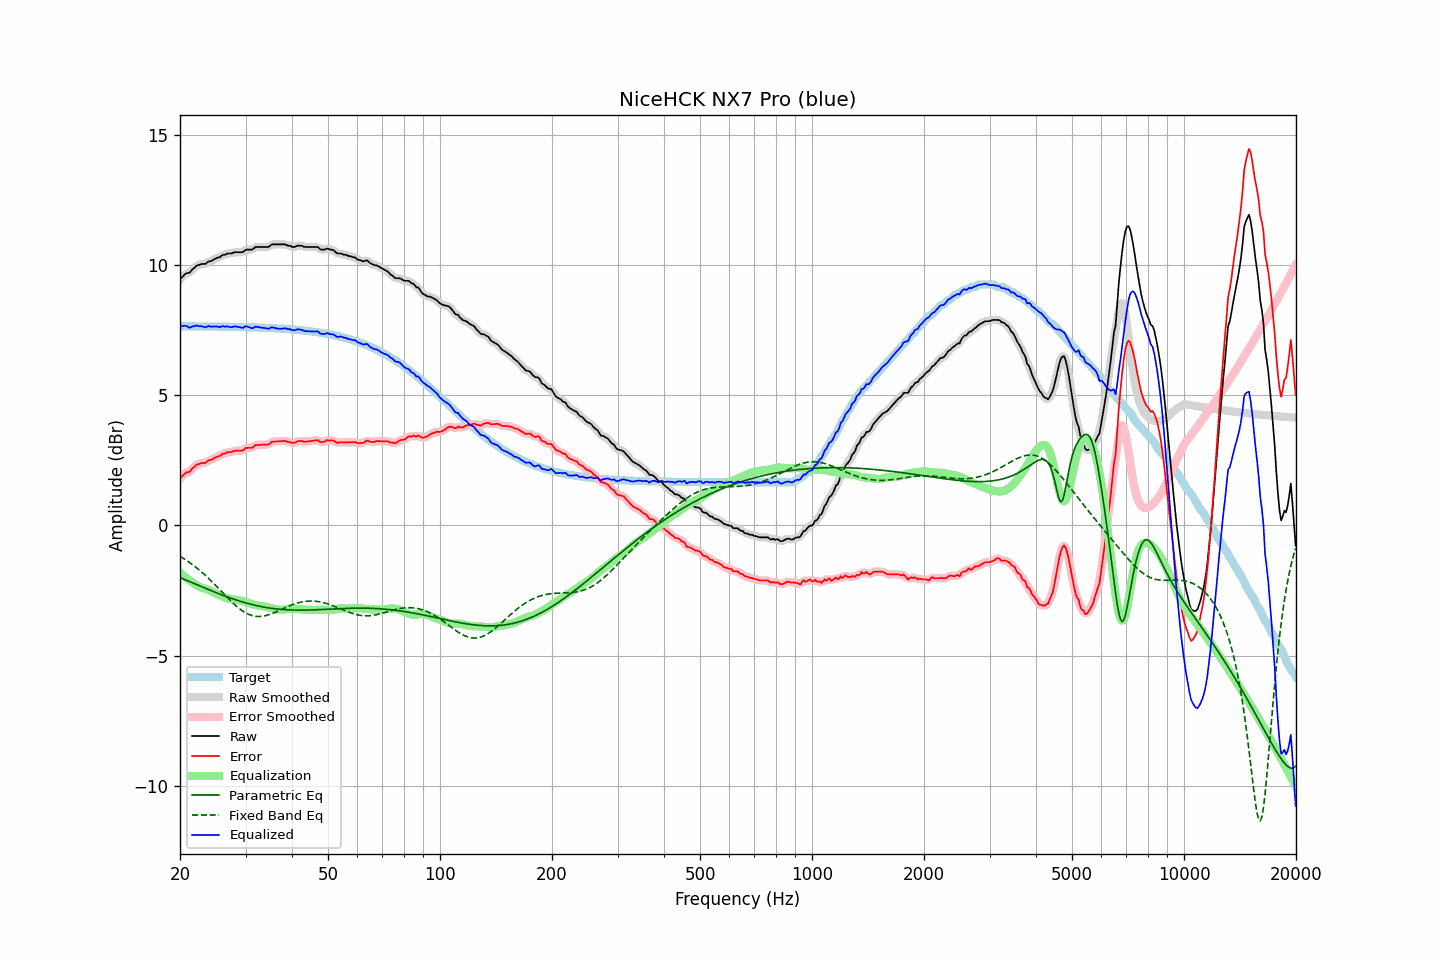 NiceHCK NX7 Pro (blue)
15
10
5
0
−5
−10
Amplitude (dBr)
Target
Raw Smoothed
Error Smoothed
Raw
Error
Equalization
Parametric Eq
Fixed Band Eq
Equalized
20 50 100 200 500 1000 2000 5000 10000 20000
Frequency (Hz)